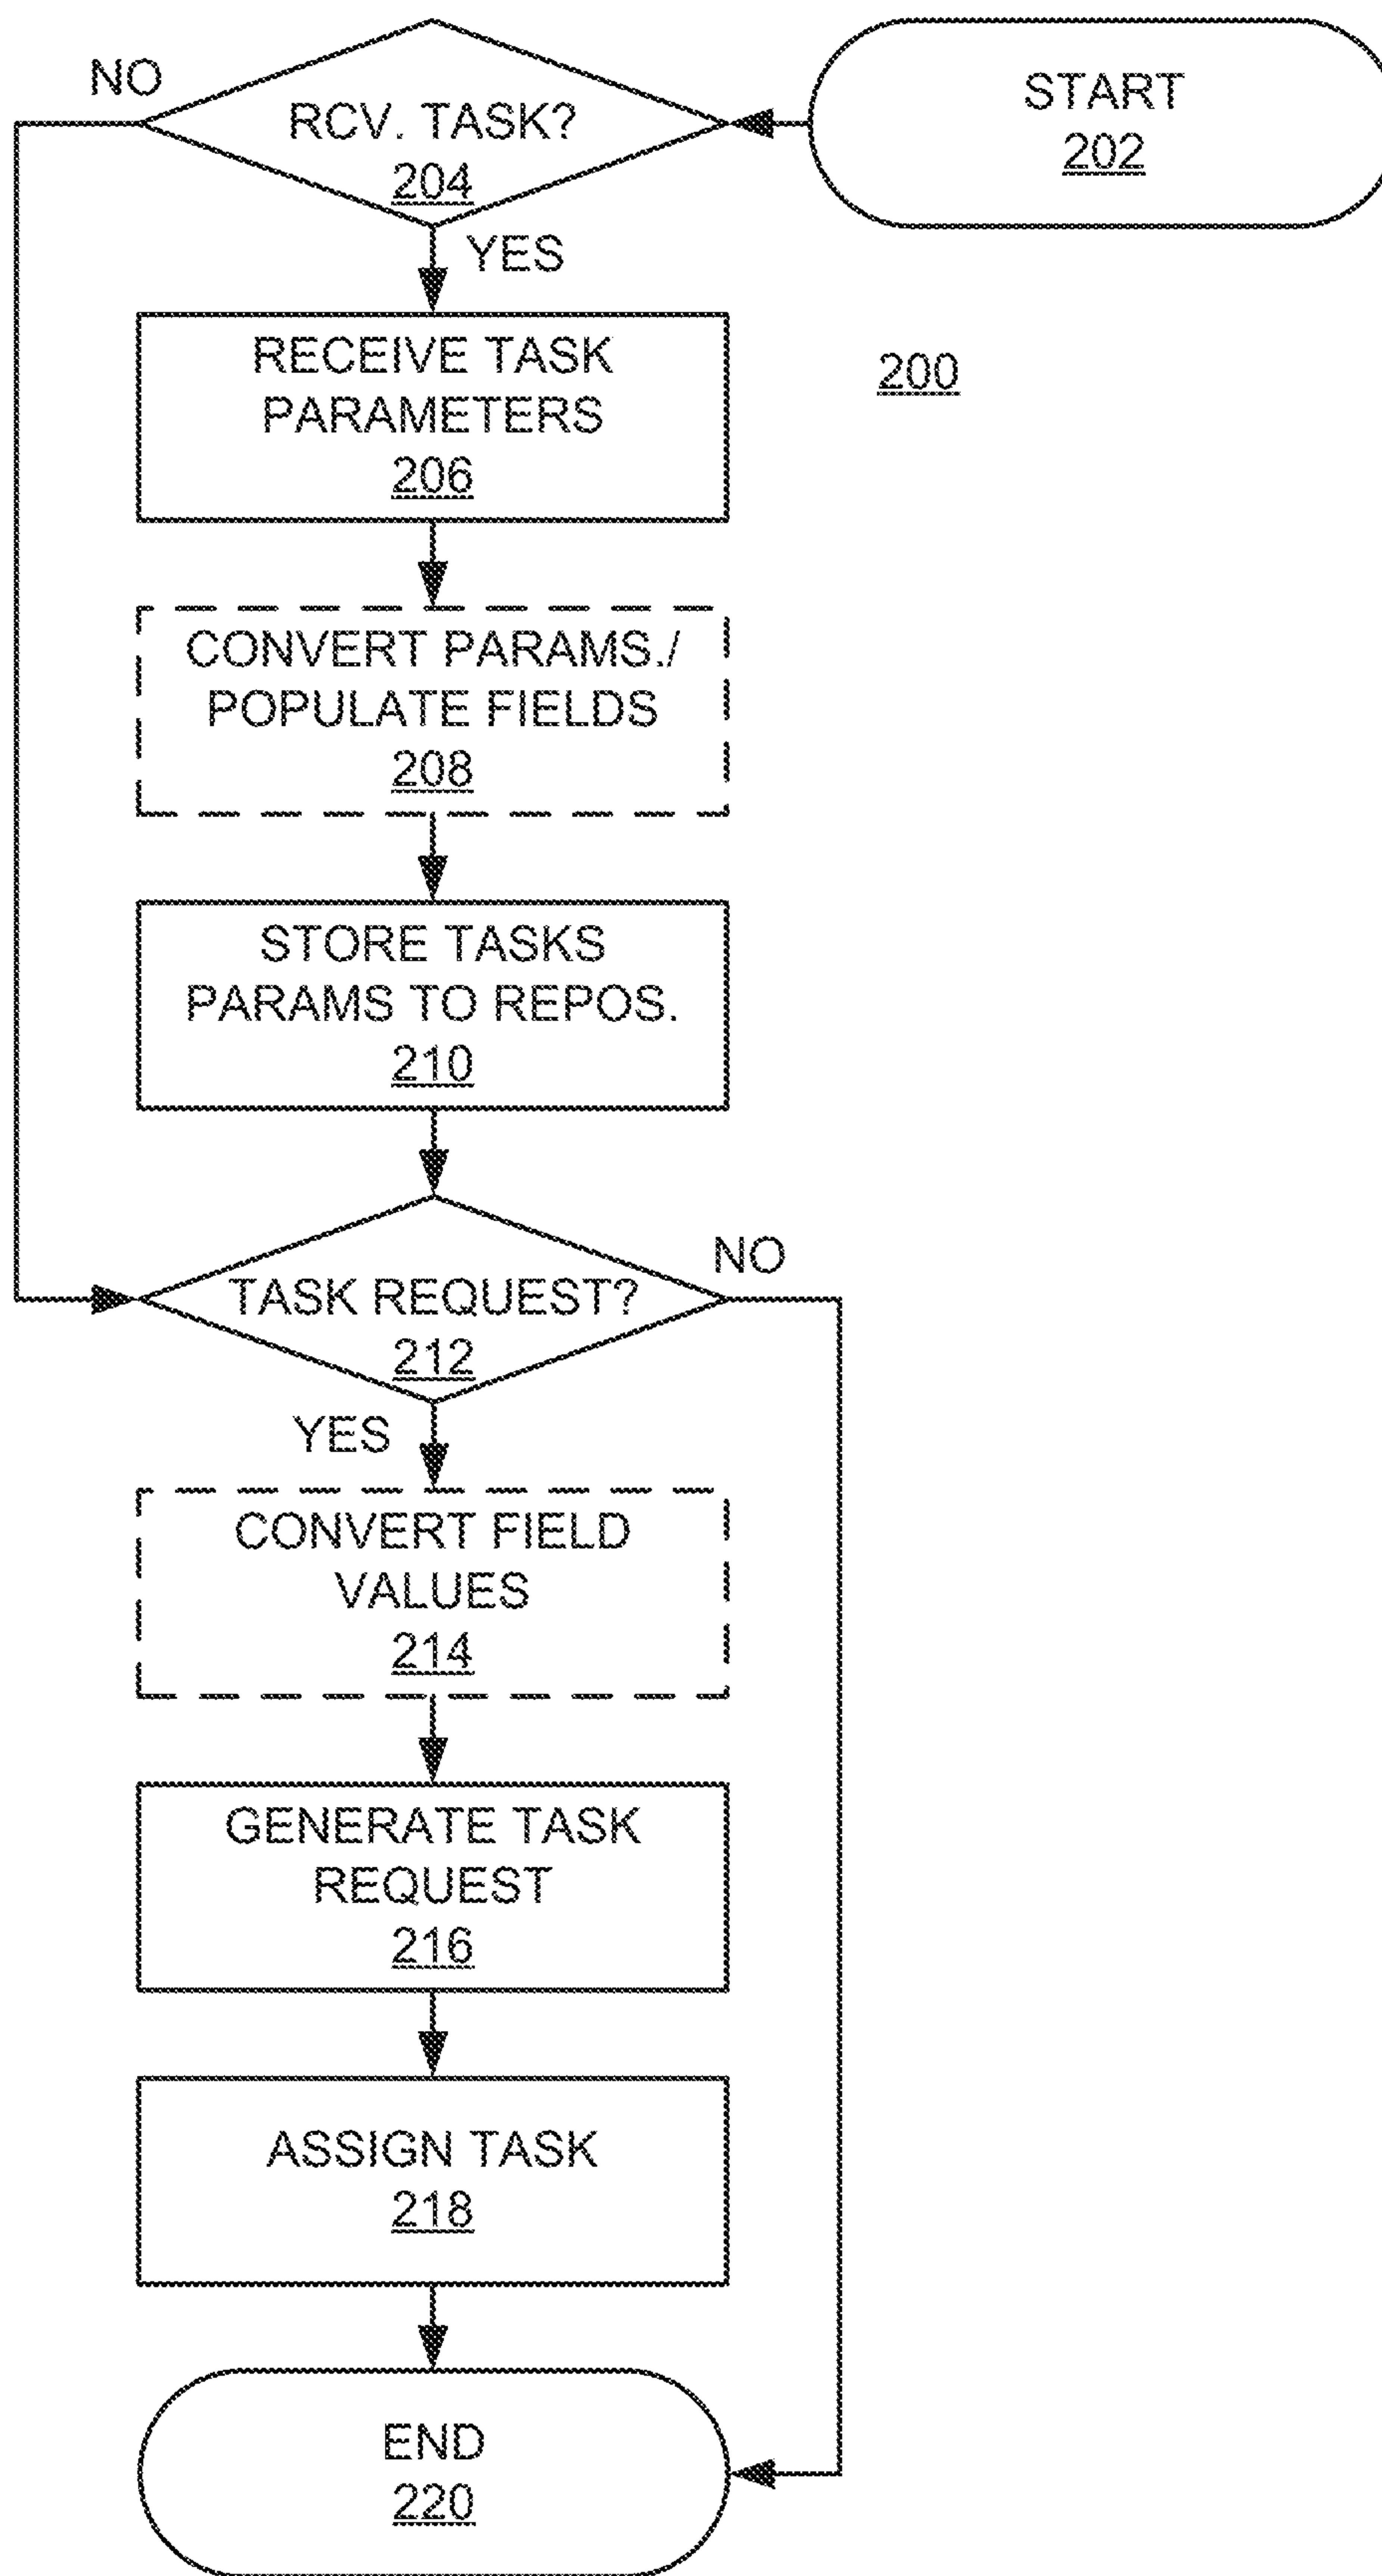 NO
RCV. TASK?
204
START
202
YES
RECEIVE TASK
PARAMETERS
206
200
CONVERT PARAMS./
POPULATE FIELDS
208
STORE TASKS
PARAMS TO REPOS.
210
NO
TASK REQUEST?
212
YES
CONVERT FIELD
VALUES
214
GENERATE TASK
REQUEST
216
ASSIGN TASK
218
END
220